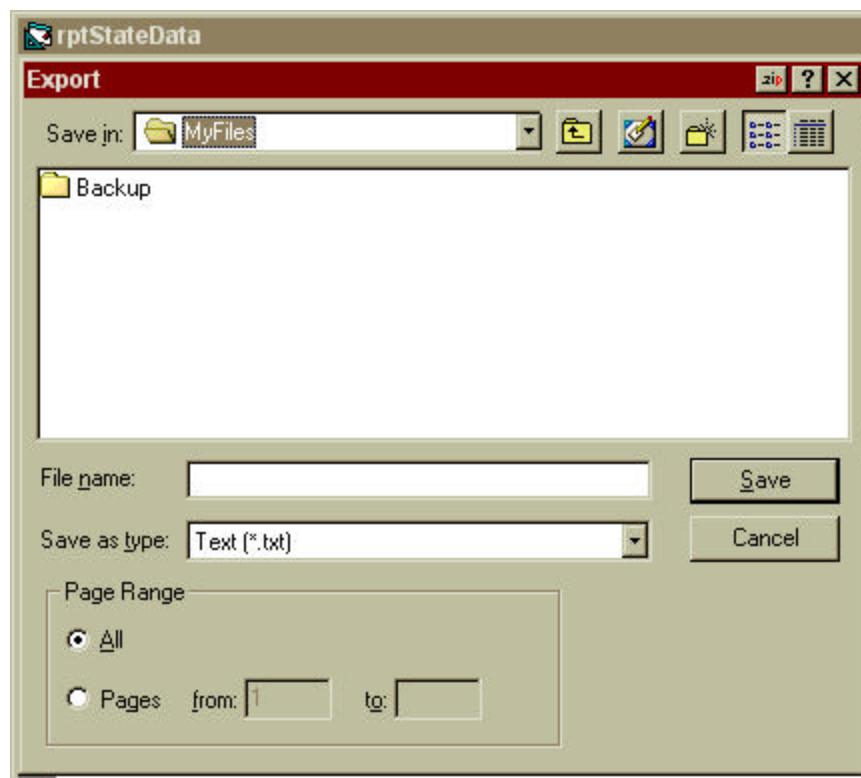 rptStateData
Export .zip ? X
Save in: MyFiles
Backup
File name: Save
Save as type: Text (*.txt) Cancel
Page Range
All
Pages from: 1 to: